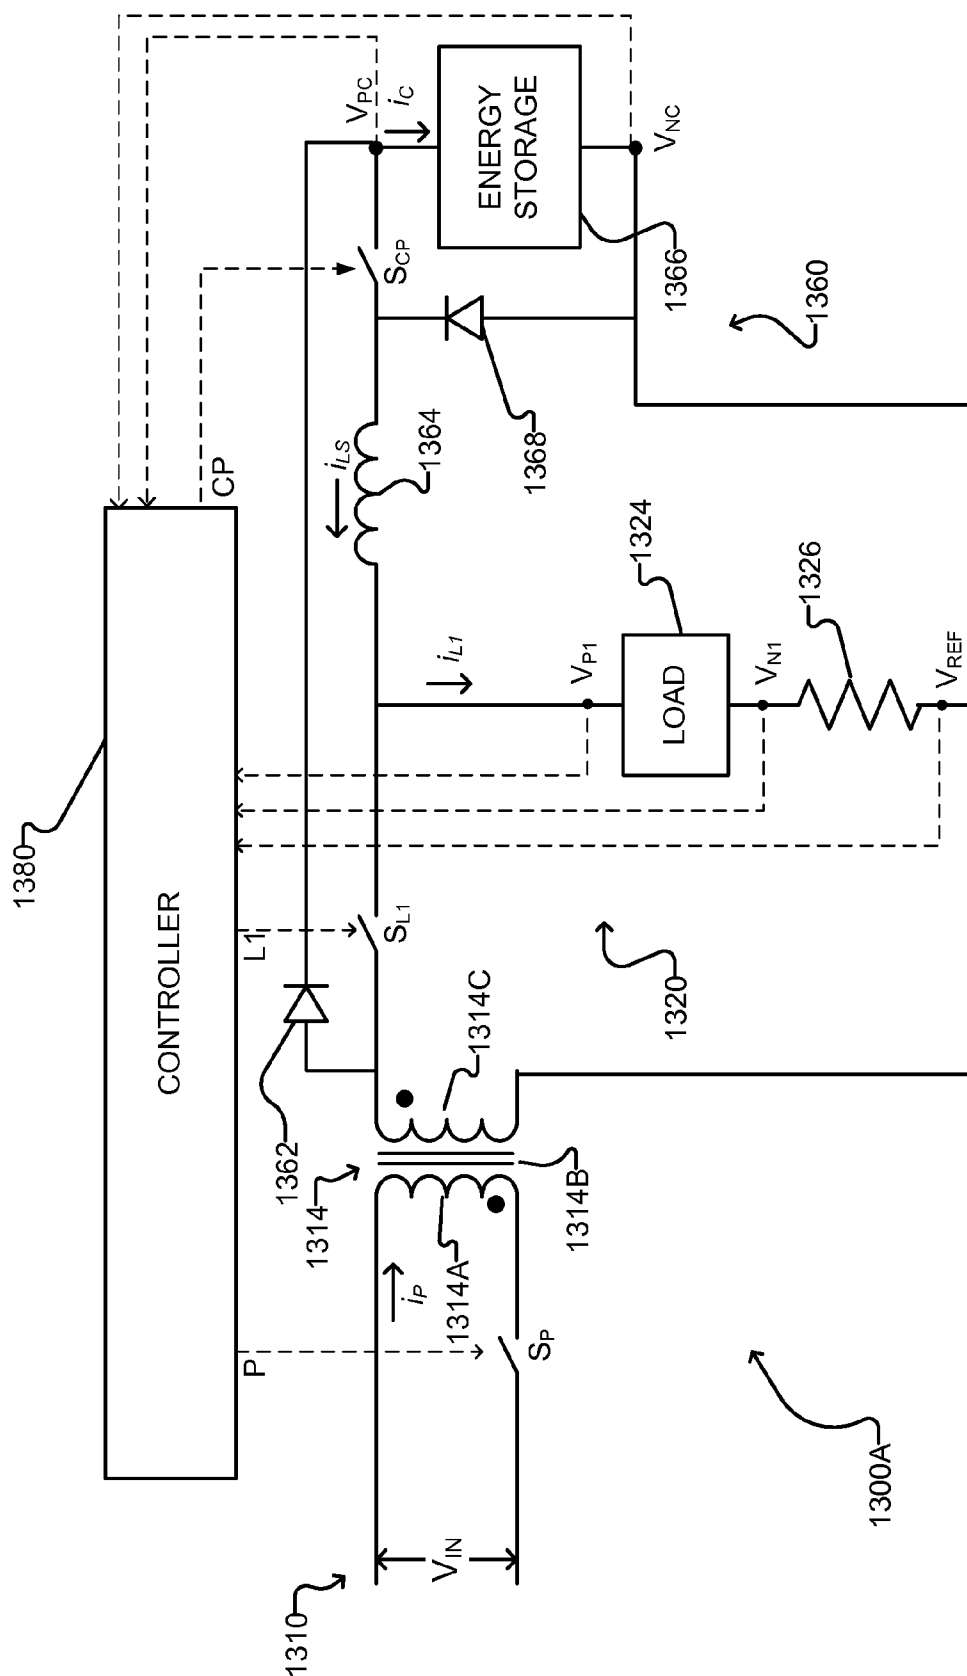 1310
V_IN
1300A
CONTROLLER
1380
P
i_P
S_P
1314
1314A
1314B
1314C
1362
L1
S_L1
1320
i_L1
V_P1
LOAD
1324
V_N1
1326
V_REF
i_LS
1364
1368
CP
S_CP
V_PC
i_C
ENERGY
STORAGE
1366
V_NC
1360